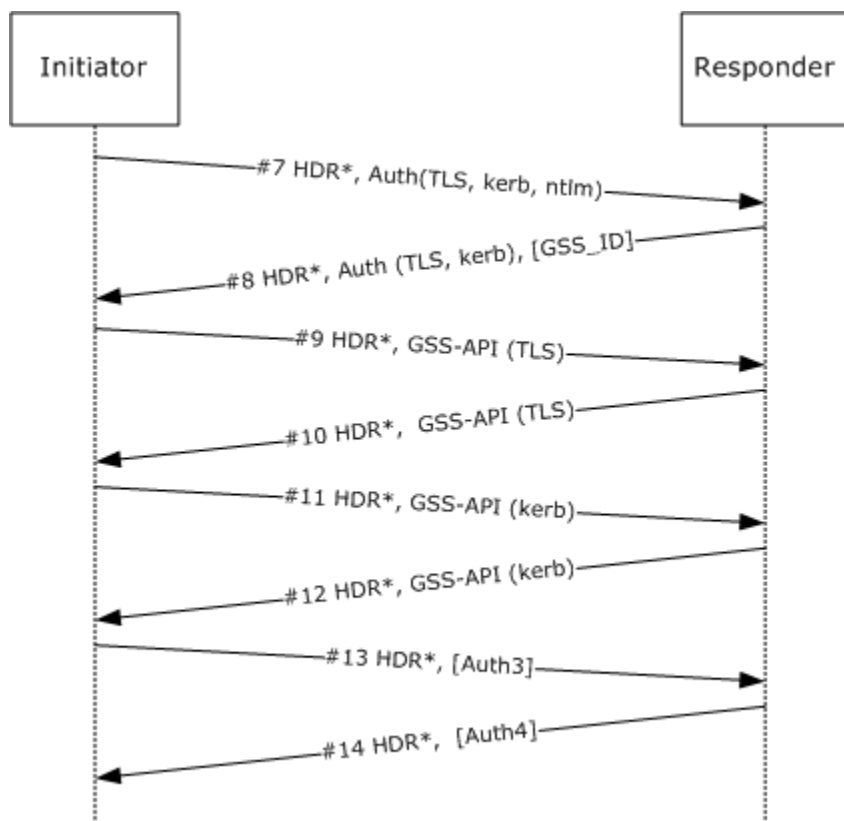 Initiator
Responder
#7 HDR*, Auth(TLS, kerb, ntlm)
#8 HDR*, Auth (TLS, kerb), [GSS_ID]
#9 HDR*, GSS-API (TLS)
#10 HDR*, GSS-API (TLS)
#11 HDR*, GSS-API (kerb)
#12 HDR*, GSS-API (kerb)
#13 HDR*, [Auth3]
#14 HDR*, [Auth4]